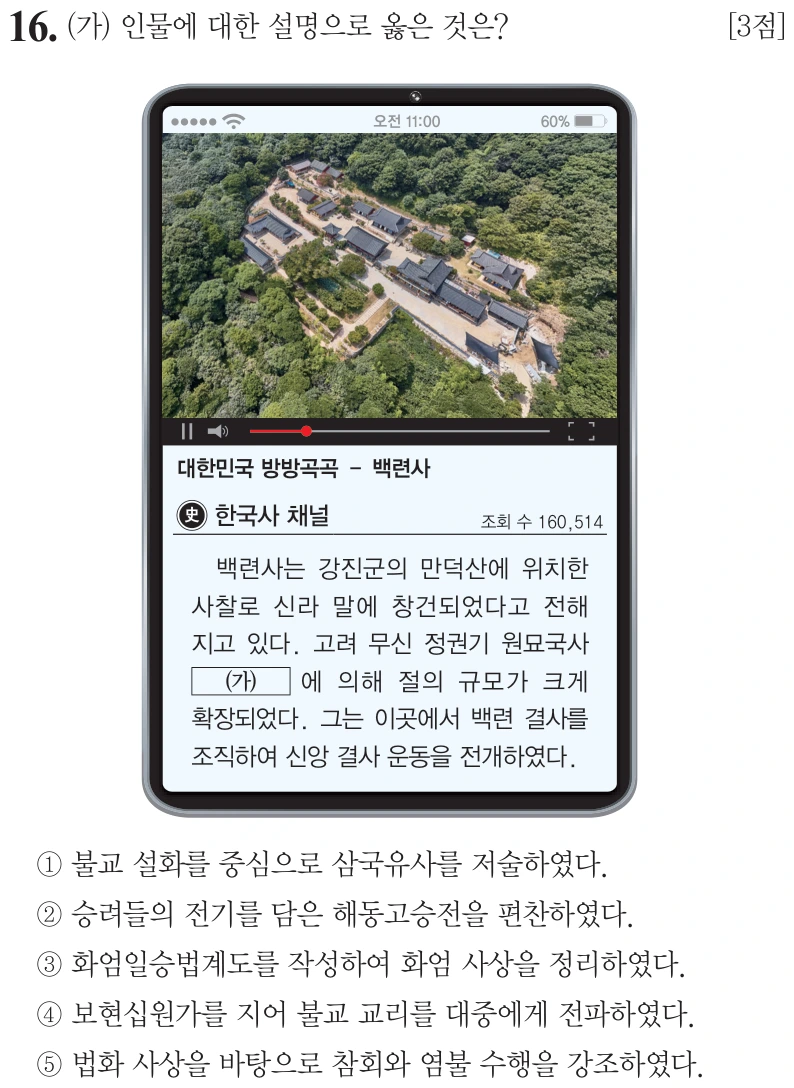 16. (가) 인물에 대한 설명으로 옳은 것은? [3점]
오전 11:00 60%
대한민국 방방곡곡 - 백련사
史 한국사 채널 조회 수 160,514
백련사는 강진군의 만덕산에 위치한
사찰로 신라 말에 창건되었다고 전해
지고 있다. 고려 무신 정권기 원묘국사
(가) 에 의해 절의 규모가 크게
확장되었다. 그는 이곳에서 백련 결사를
조직하여 신앙 결사 운동을 전개하였다.
① 불교 설화를 중심으로 삼국유사를 저술하였다.
② 승려들의 전기를 담은 해동고승전을 편찬하였다.
③ 화엄일승법계도를 작성하여 화엄 사상을 정리하였다.
④ 보현십원가를 지어 불교 교리를 대중에게 전파하였다.
⑤ 법화 사상을 바탕으로 참회와 염불 수행을 강조하였다.